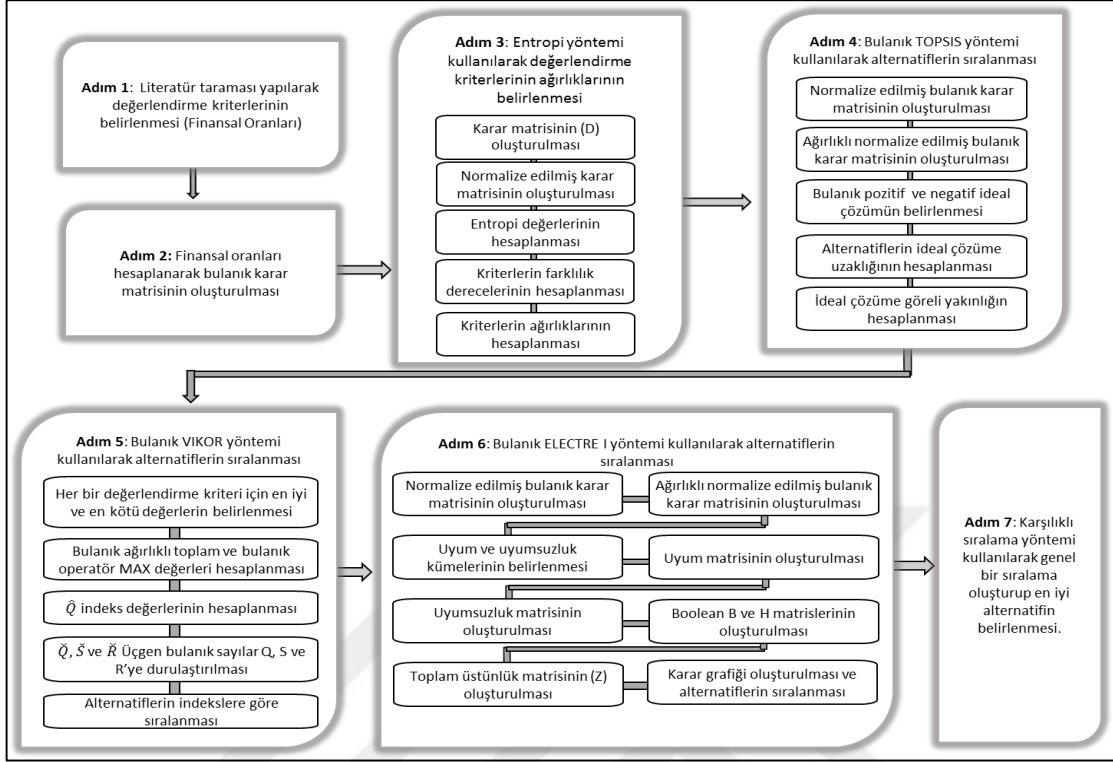 Adım 1: Literatür taraması yapılarak
değerlendirme kriterlerinin
belirlenmesi (Finansal Oranları)
Adım 2: Finansal oranları
hesaplanarak bulanık karar
matrisinin oluşturulması
Adım 3: Entropi yöntemi
kullanılarak değerlendirme
kriterlerinin ağırlıklarının
belirlenmesi
Karar matrisinin (D)
oluşturulması
Normalize edilmiş karar
matrisinin oluşturulması
Entropi değerlerinin
hesaplanması
Kriterlerin farklılık
derecelerinin hesaplanması
Kriterlerin ağırlıklarının
hesaplanması
Adım 4: Bulanık TOPSIS yöntemi
kullanılarak alternatiflerin sıralanması
Normalize edilmiş bulanık karar
matrisinin oluşturulması
Ağırlıklı normalize edilmiş bulanık
karar matrisinin oluşturulması
Bulanık pozitif ve negatif ideal
çözümün belirlenmesi
Alternatiflerin ideal çözüme
uzaklığının hesaplanması
İdeal çözüme göreli yakınlığın
hesaplanması
Adım 5: Bulanık VIKOR yöntemi
kullanılarak alternatiflerin sıralanması
Her bir değerlendirme kriteri için en iyi
ve en kötü değerlerin belirlenmesi
Bulanık ağırlıklı toplam ve bulanık
operatör MAX değerleri hesaplanması
Q̂ indeks değerlerinin hesaplanması
Q̌, Š ve Ř Üçgen bulanık sayılar Q, S ve
R'ye durulaştırılması
Alternatiflerin indekslere göre
sıralanması
Adım 6: Bulanık ELECTRE I yöntemi kullanılarak alternatiflerin
sıralanması
Normalize edilmiş bulanık karar
matrisinin oluşturulması
Ağırlıklı normalize edilmiş bulanık
karar matrisinin oluşturulması
Uyum ve uyumsuzluk
kümelerinin belirlenmesi
Uyum matrisinin oluşturulması
Uyumsuzluk matrisinin
oluşturulması
Boolean B ve H matrislerinin
oluşturulması
Toplam üstünlük matrisinin (Z)
oluşturulması
Karar grafiği oluşturulması ve
alternatiflerin sıralanması
Adım 7: Karşılıklı
sıralama yöntemi
kullanılarak genel
bir sıralama
oluşturup en iyi
alternatifin
belirlenmesi.